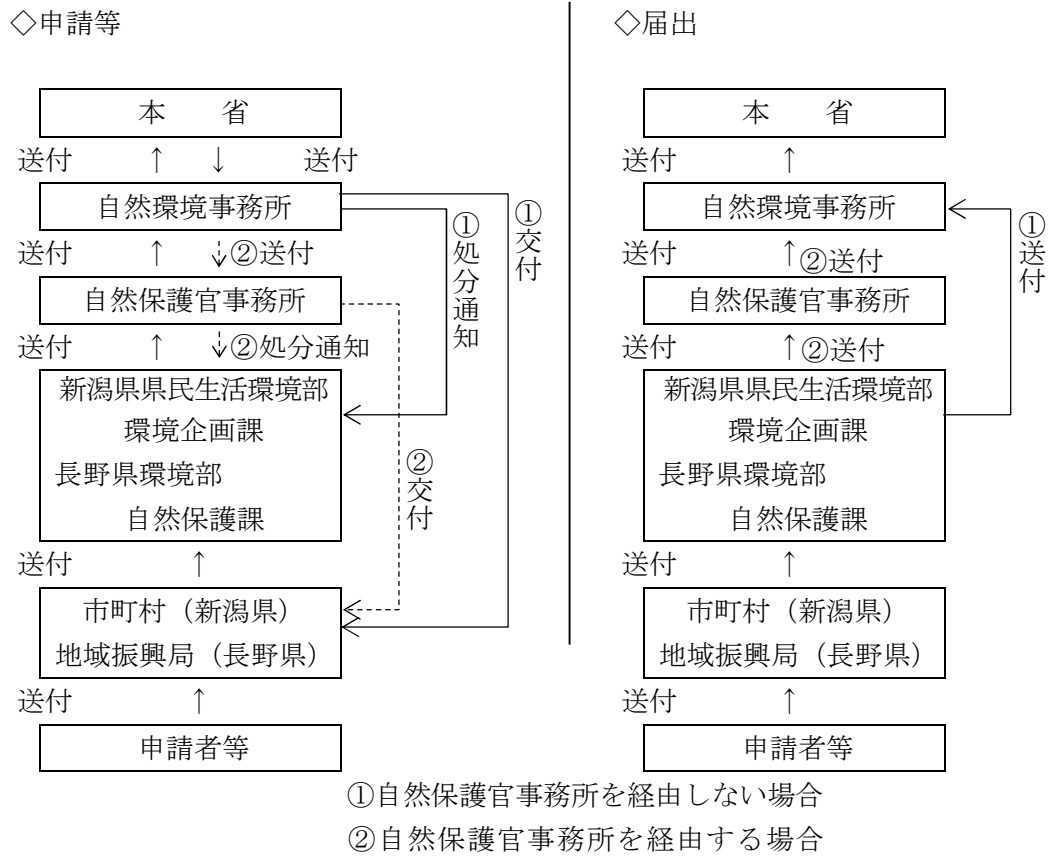 ◇申請等
本　省
送付　↑　↓　送付
自然環境事務所
送付　↑　②送付
自然保護官事務所
送付　↑　②処分通知
新潟県県民生活環境部
環境企画課
長野県環境部
自然保護課
送付　↑
市町村（新潟県）
地域振興局（長野県）
送付　↑
申請者等
①処分通知
①交付
②交付
◇届出
本　省
送付　↑
自然環境事務所
送付　↑②送付
自然保護官事務所
送付　↑②送付
新潟県県民生活環境部
環境企画課
長野県環境部
自然保護課
送付　↑
市町村（新潟県）
地域振興局（長野県）
送付　↑
申請者等
①送付
①自然保護官事務所を経由しない場合
②自然保護官事務所を経由する場合